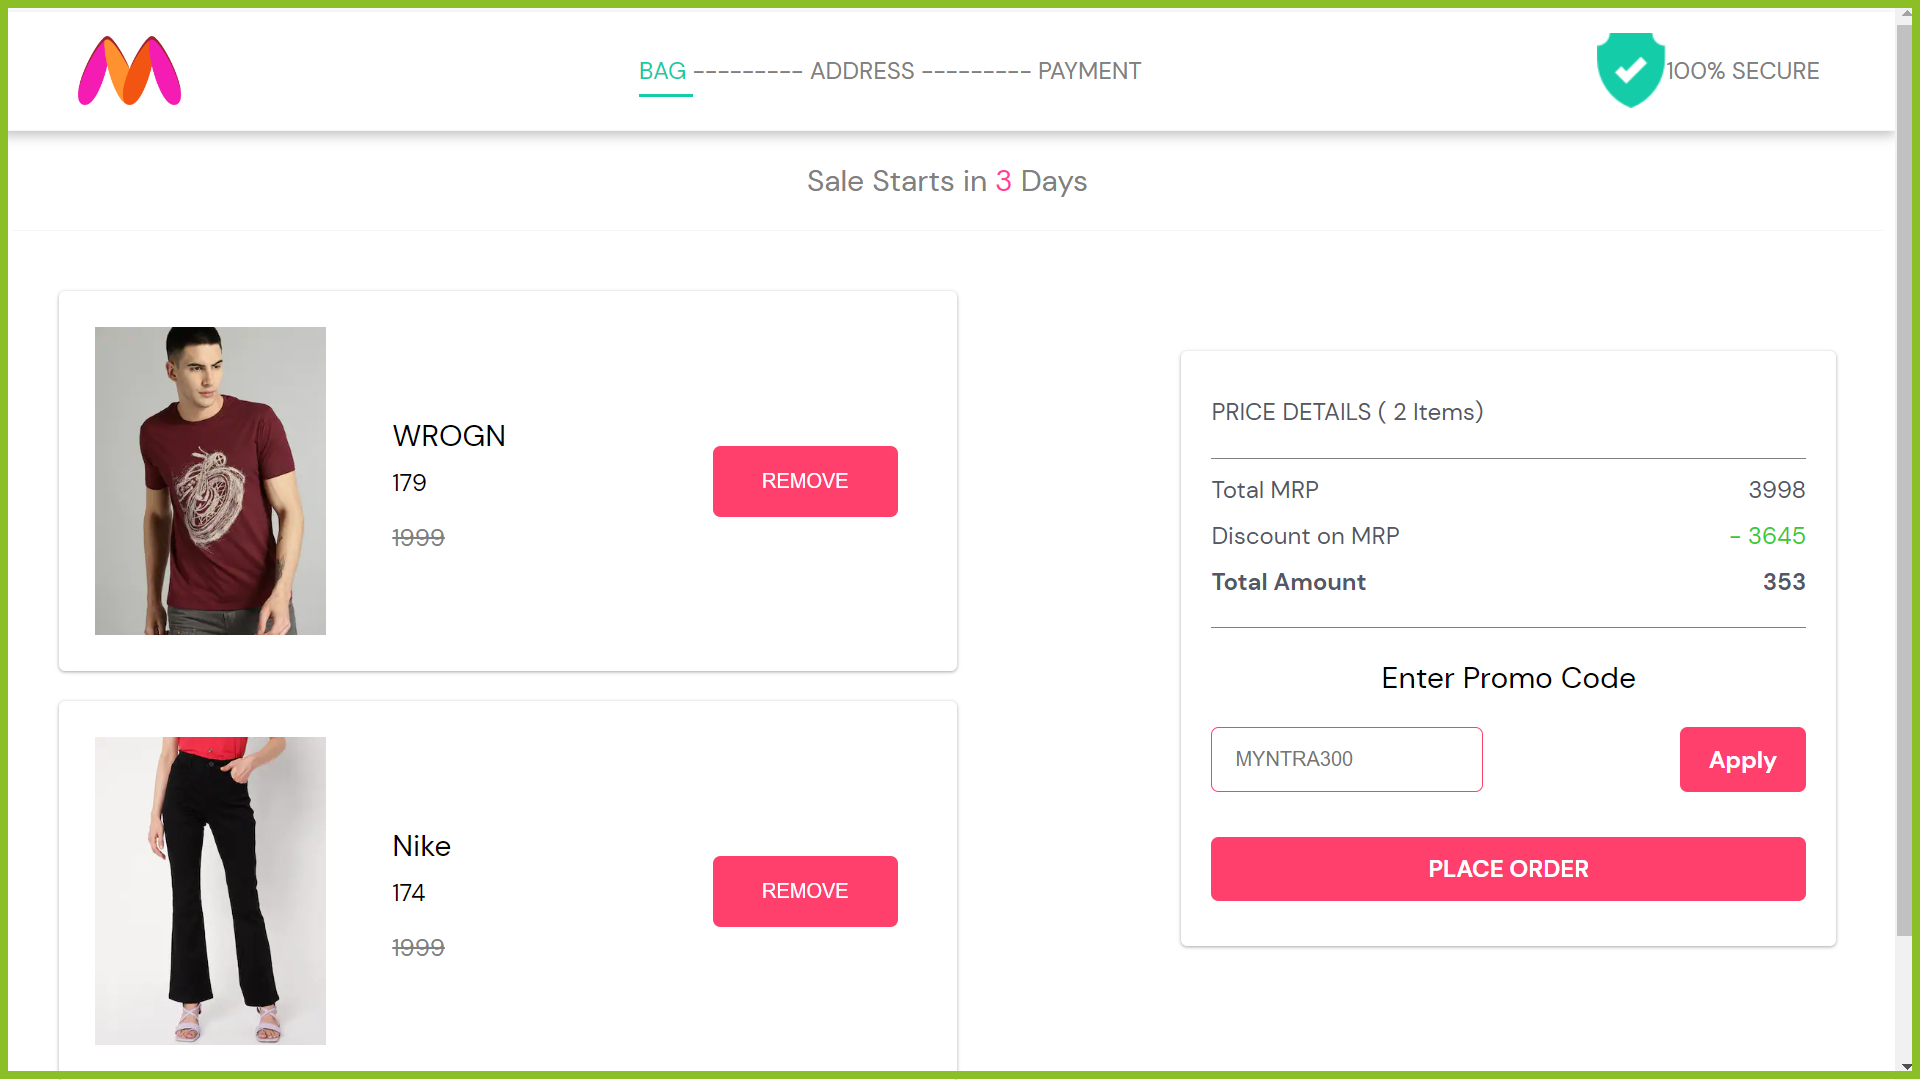 BAG --------- ADDRESS --------- PAYMENT
100% SECURE
Sale Starts in 3 Days
WROGN
179
1999
REMOVE
Nike
174
1999
REMOVE
PRICE DETAILS ( 2 Items)
Total MRP 3998
Discount on MRP - 3645
Total Amount 353
Enter Promo Code
MYNTRA300
Apply
PLACE ORDER